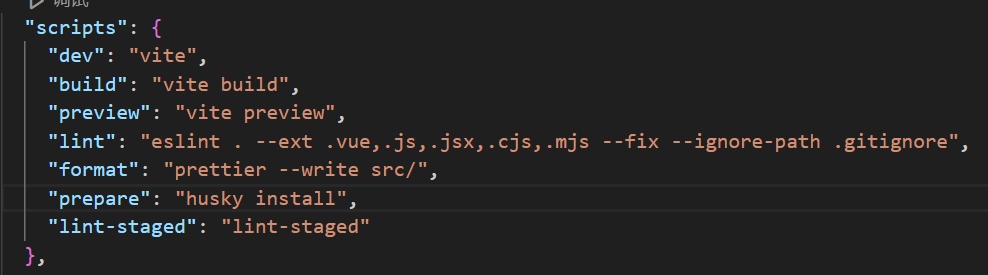 调试
"scripts": {
"dev": "vite",
"build": "vite build",
"preview": "vite preview",
"lint": "eslint . --ext .vue,.js,.jsx,.cjs,.mjs --fix --ignore-path .gitignore",
"format": "prettier --write src/",
"prepare": "husky install",
"lint-staged": "lint-staged"
},